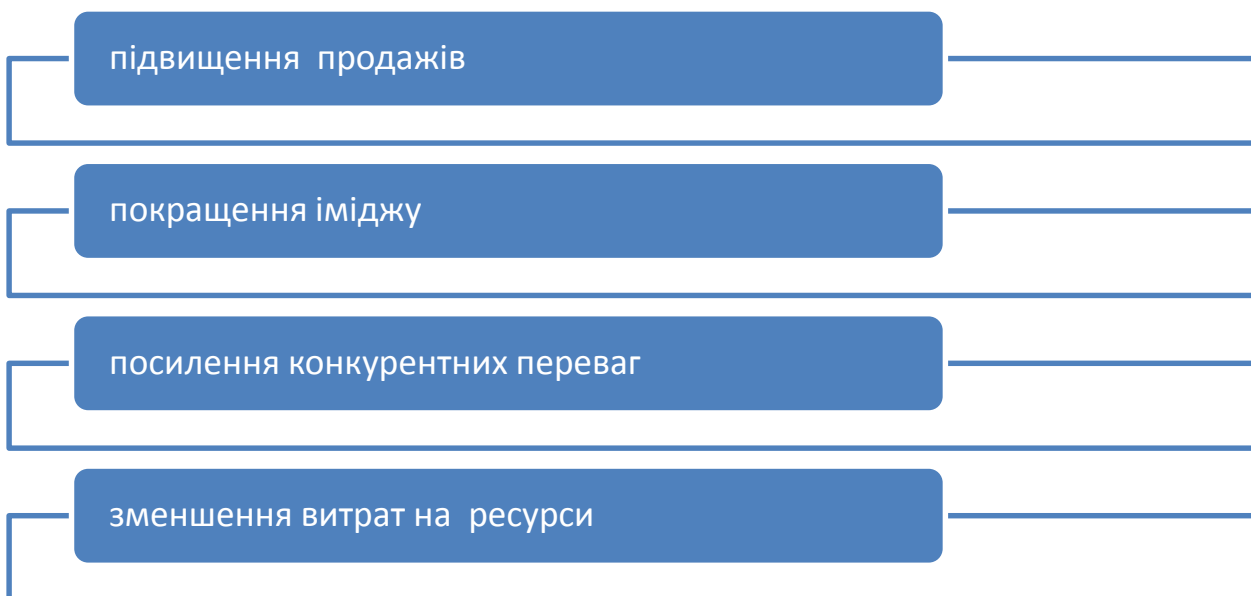 підвищення  продажів
покращення іміджу
посилення конкурентних переваг
зменшення витрат на  ресурси